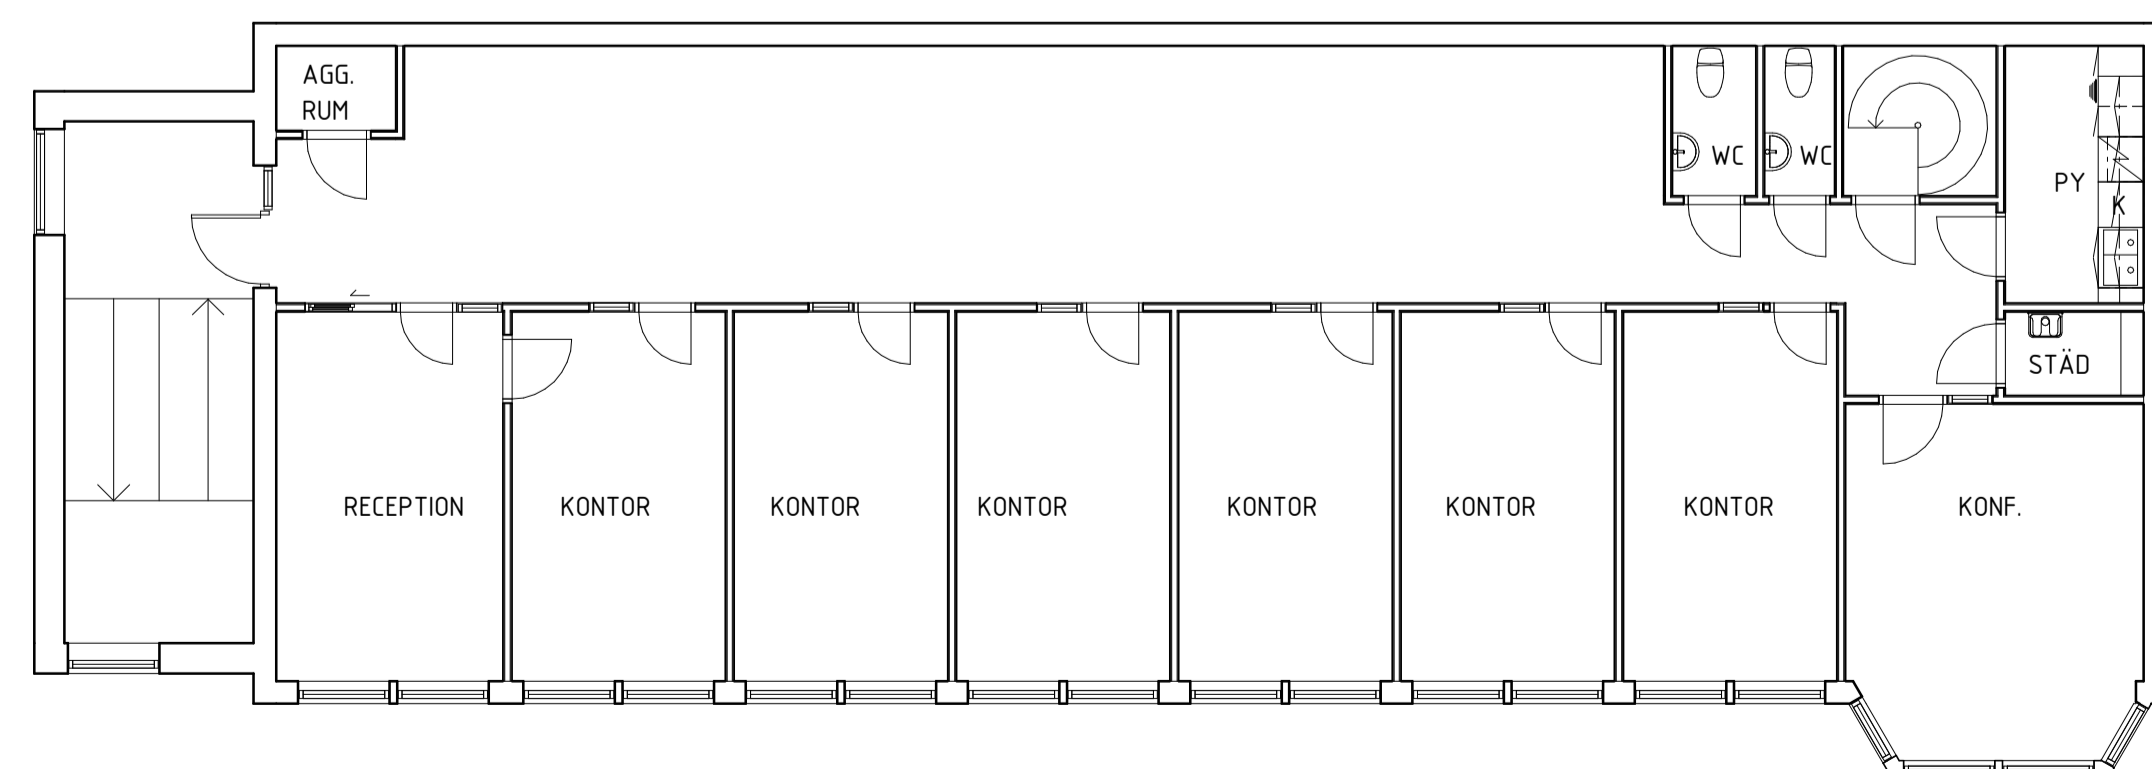 AGG.
RUM
WC
WC
PY
K
STÄD
RECEPTION
KONTOR
KONTOR
KONTOR
KONTOR
KONTOR
KONTOR
KONF.